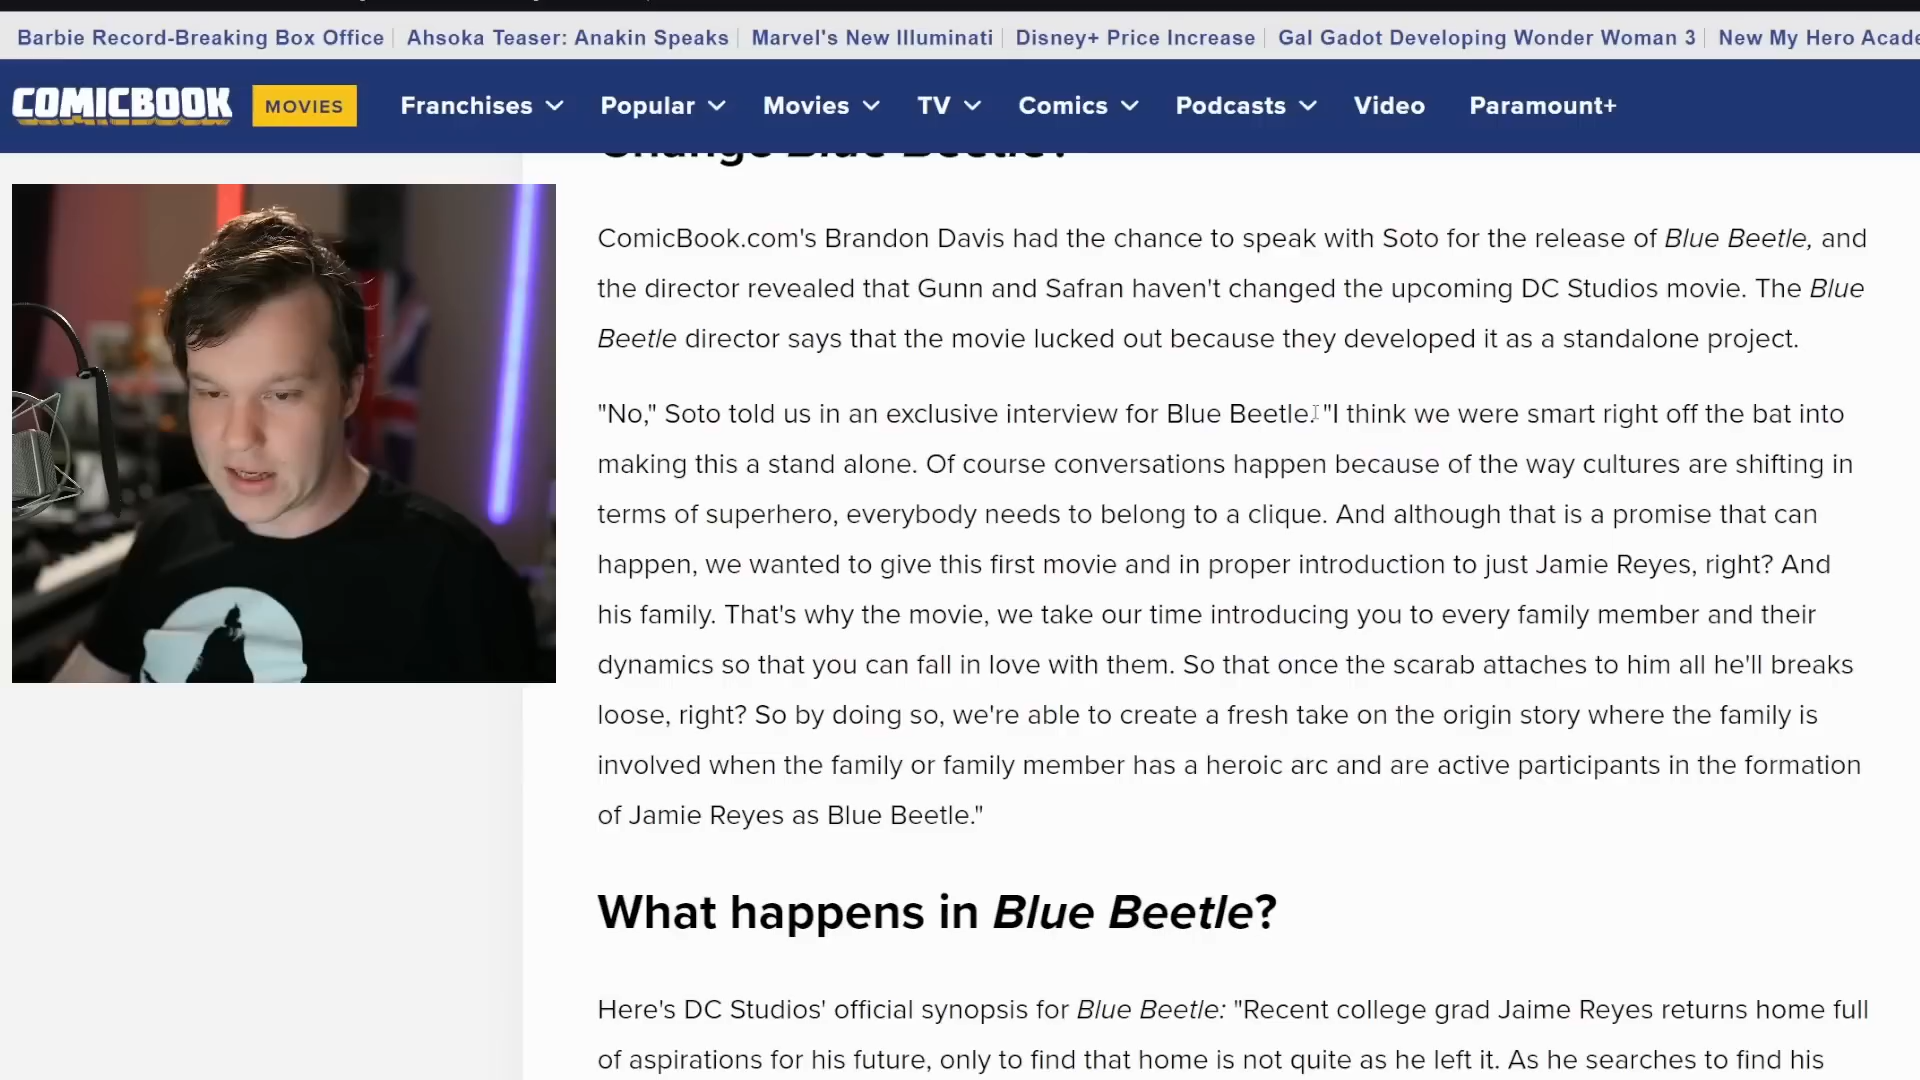 Barbie Record-Breaking Box Office Ahsoka Teaser: Anakin Speaks Marvel's New Illuminati Disney+ Price Increase Gal Gadot Developing Wonder Woman 3 New My Hero Acade
COMICBOOK MOVIES Franchises Popular Movies TV Comics Podcasts Video Paramount+
Change Blue Beetle?
ComicBook.com's Brandon Davis had the chance to speak with Soto for the release of Blue Beetle, and
the director revealed that Gunn and Safran haven't changed the upcoming DC Studios movie. The Blue
Beetle director says that the movie lucked out because they developed it as a standalone project.
"No," Soto told us in an exclusive interview for Blue Beetle. "I think we were smart right off the bat into
making this a stand alone. Of course conversations happen because of the way cultures are shifting in
terms of superhero, everybody needs to belong to a clique. And although that is a promise that can
happen, we wanted to give this first movie and in proper introduction to just Jamie Reyes, right? And
his family. That's why the movie, we take our time introducing you to every family member and their
dynamics so that you can fall in love with them. So that once the scarab attaches to him all he'll breaks
loose, right? So by doing so, we're able to create a fresh take on the origin story where the family is
involved when the family or family member has a heroic arc and are active participants in the formation
of Jamie Reyes as Blue Beetle."
What happens in Blue Beetle?
Here's DC Studios' official synopsis for Blue Beetle: "Recent college grad Jaime Reyes returns home full
of aspirations for his future, only to find that home is not quite as he left it. As he searches to find his